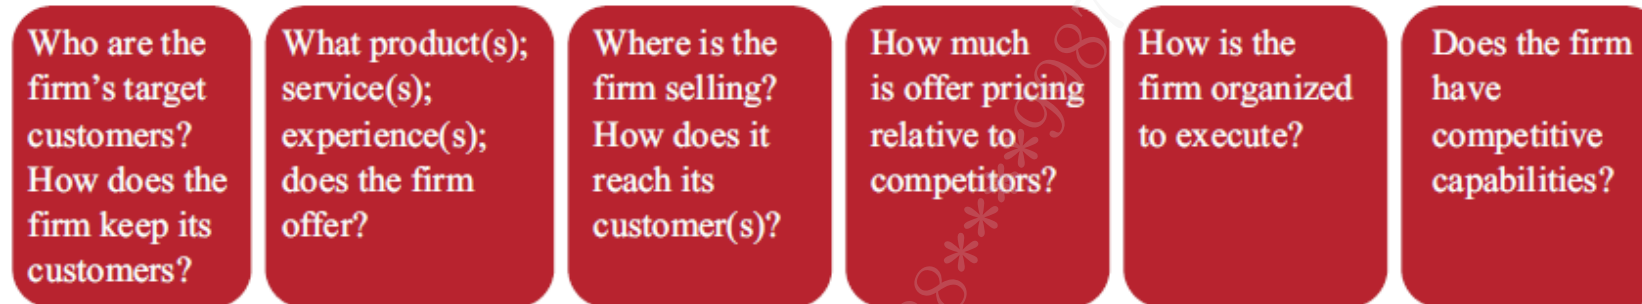 Who are the
firm's target
customers?
How does the
firm keep its
customers?
What product(s);
service(s);
experience(s);
does the firm
offer?
Where is the
firm selling?
How does it
reach its
customer(s)?
How much
is offer pricing
relative to
competitors?
How is the
firm organized
to execute?
Does the firm
have
competitive
capabilities?